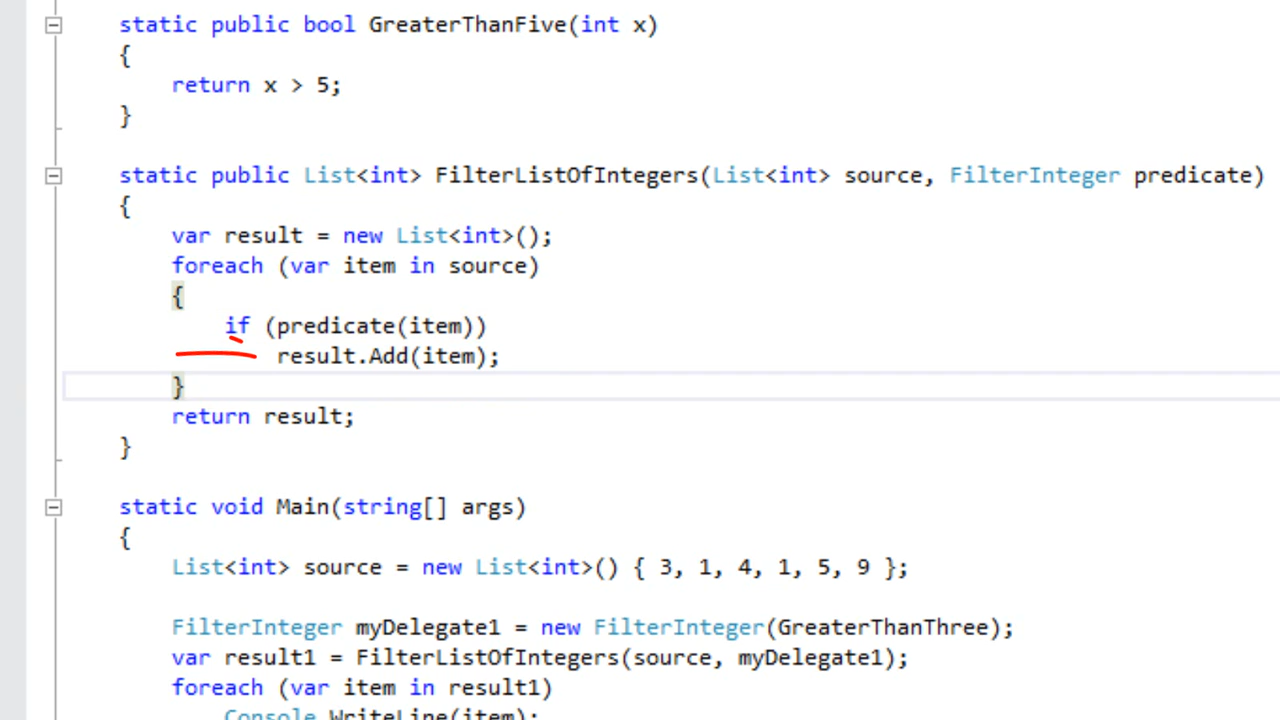 static public bool GreaterThanFive(int x)
{
return x > 5;
}
static public List<int> FilterListOfIntegers(List<int> source, FilterInteger predicate)
{
var result = new List<int>();
foreach (var item in source)
{
if (predicate(item))
result.Add(item);
}
return result;
}
static void Main(string[] args)
{
List<int> source = new List<int>() { 3, 1, 4, 1, 5, 9 };
FilterInteger myDelegate1 = new FilterInteger(GreaterThanThree);
var result1 = FilterListOfIntegers(source, myDelegate1);
foreach (var item in result1)
Console.WriteLine(item);